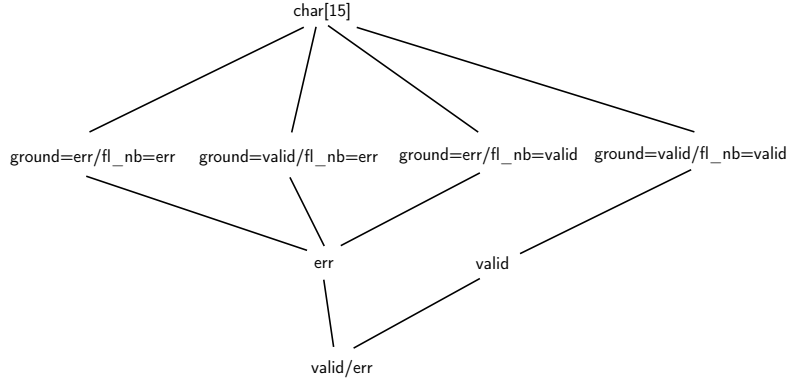 char[15]
ground=err/fl_nb=err ground=valid/fl_nb=err ground=err/fl_nb=valid ground=valid/fl_nb=valid
err valid
valid/err